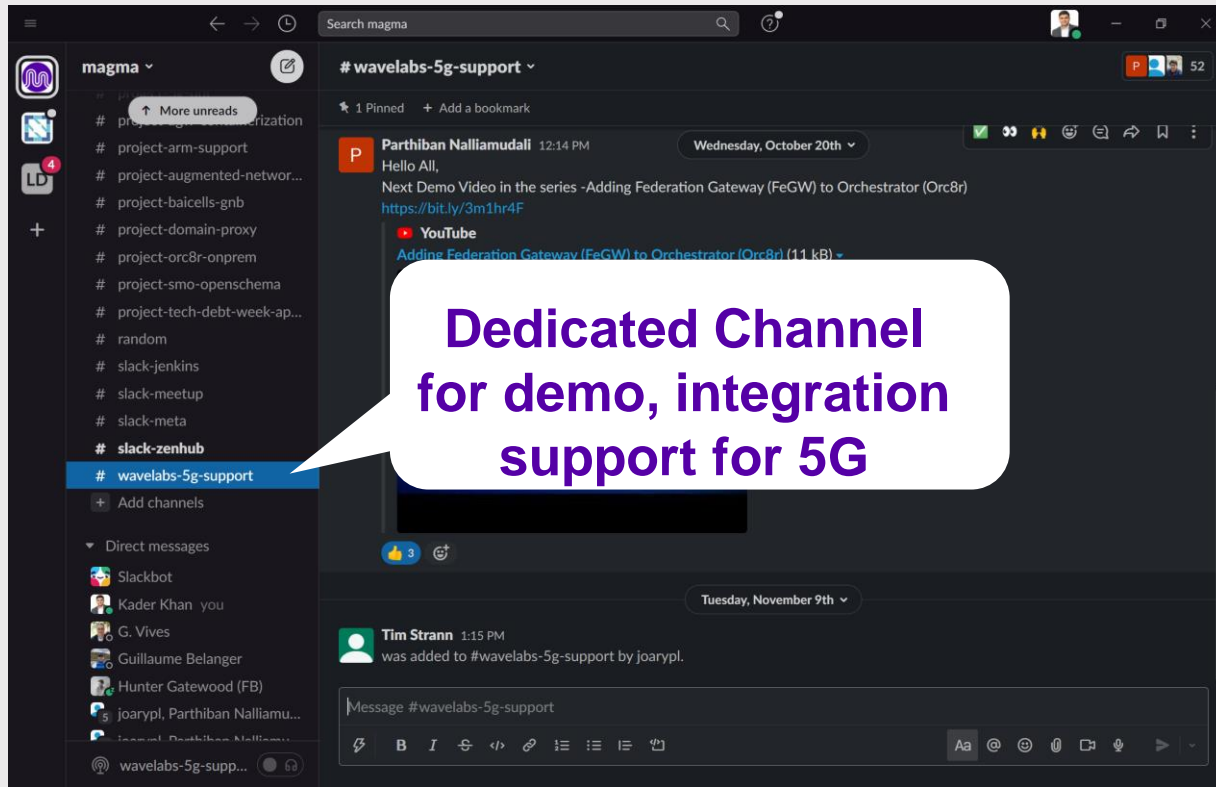 Search magma
magma
# wavelabs-5g-support
P
52
More unreads
1 Pinned + Add a bookmark
# project-arm-support
# project-augmented-networ...
# project-baicells-gnb
# project-domain-proxy
# project-orc8r-onprem
# project-smo-openschema
# project-tech-debt-week-ap...
# random
# slack-jenkins
# slack-meetup
# slack-meta
# slack-zenhub
# wavelabs-5g-support
+ Add channels
Direct messages
Slackbot
Kader Khan you
G. Vives
Guillaume Belanger
Hunter Gatewood (FB)
5 joarypl, Parthiban Nalliamu...
wavelabs-5g-supp...
4
LD
P
Parthiban Nalliamudali 12:14 PM
Wednesday, October 20th
Hello All,
Next Demo Video in the series -Adding Federation Gateway (FeGW) to Orchestrator (Orc8r)
https://bit.ly/3m1hr4F
YouTube
Adding Federation Gateway (FeGW) to Orchestrator (Orc8r) (11 kB)
Dedicated Channel
for demo, integration
support for 5G
3
Tuesday, November 9th
Tim Strann 1:15 PM
was added to #wavelabs-5g-support by joarypl.
Message #wavelabs-5g-support
B I S </>
Aa @